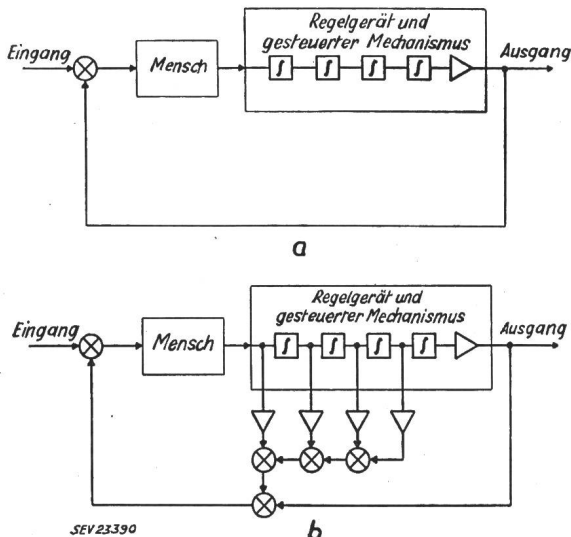 Regelgerät und
gesteuerter Mechanismus
Eingang
Mensch
∫ ∫ ∫ ∫
Ausgang
a
Regelgerät und
gesteuerter Mechanismus
Eingang
Mensch
∫ ∫ ∫ ∫
Ausgang
SEV23390
b